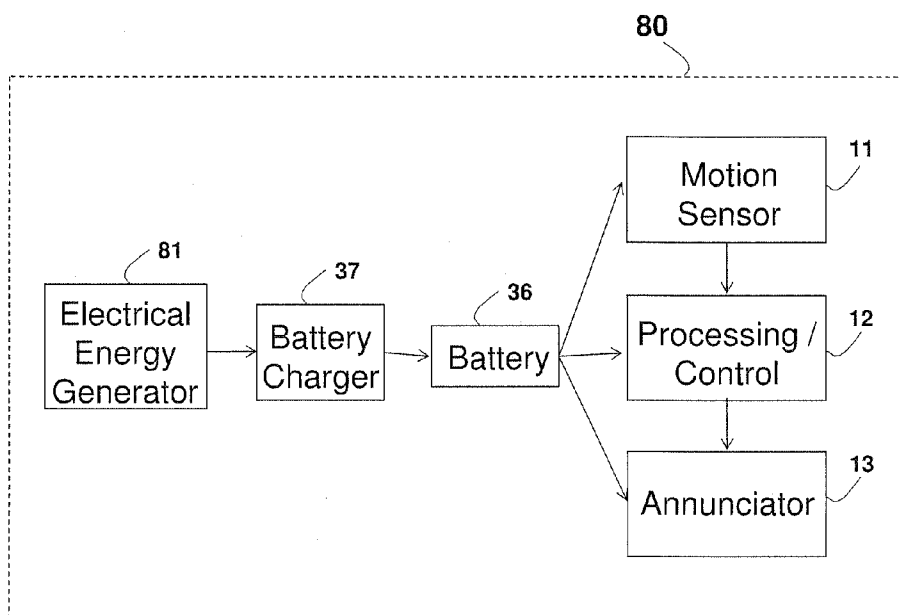 80
11
Motion
Sensor
81
Electrical
Energy
Generator
37
Battery
Charger
36
Battery
12
Processing /
Control
13
Annunciator